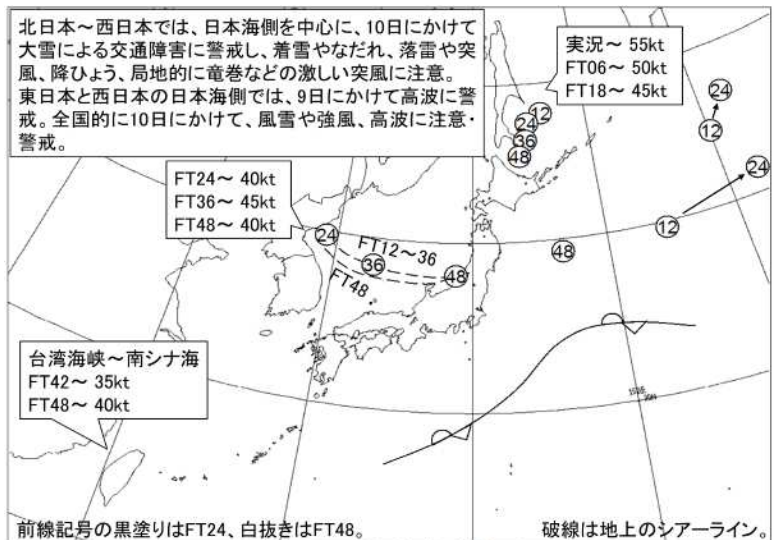 北日本～西日本では、日本海側を中心に、10日にかけて
大雪による交通障害に警戒し、着雪やなだれ、落雷や突
風、降ひょう、局地的に竜巻などの激しい突風に注意。
東日本と西日本の日本海側では、9日にかけて高波に警
戒。全国的に10日にかけて、風雪や強風、高波に注意・
警戒。
実況～ 55kt
FT06～ 50kt
FT18～ 45kt
24
12
12
24
36
48
24
12
48
FT24～ 40kt
FT36～ 45kt
FT48～ 40kt
24
FT12～36
36
48
FT48
台湾海峡～南シナ海
FT42～ 35kt
FT48～ 40kt
前線記号の黒塗りはFT24、白抜きはFT48。
破線は地上のシアーライン。